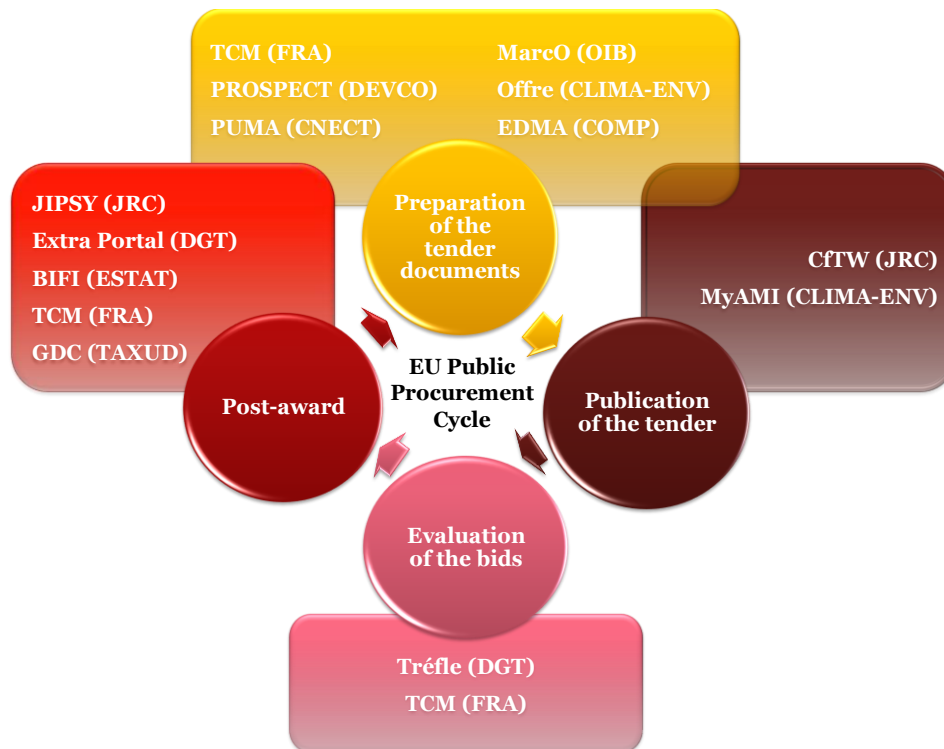 TCM (FRA)
PROSPECT (DEVCO)
PUMA (CNECT)
MarcO (OIB)
Offre (CLIMA-ENV)
EDMA (COMP)
JIPSY (JRC)
Extra Portal (DGT)
BIFI (ESTAT)
TCM (FRA)
GDC (TAXUD)
Preparation
of the
tender
documents
CfTW (JRC)
MyAMI (CLIMA-ENV)
EU Public
Procurement
Cycle
Post-award
Publication
of the tender
Evaluation
of the bids
Tréfle (DGT)
TCM (FRA)